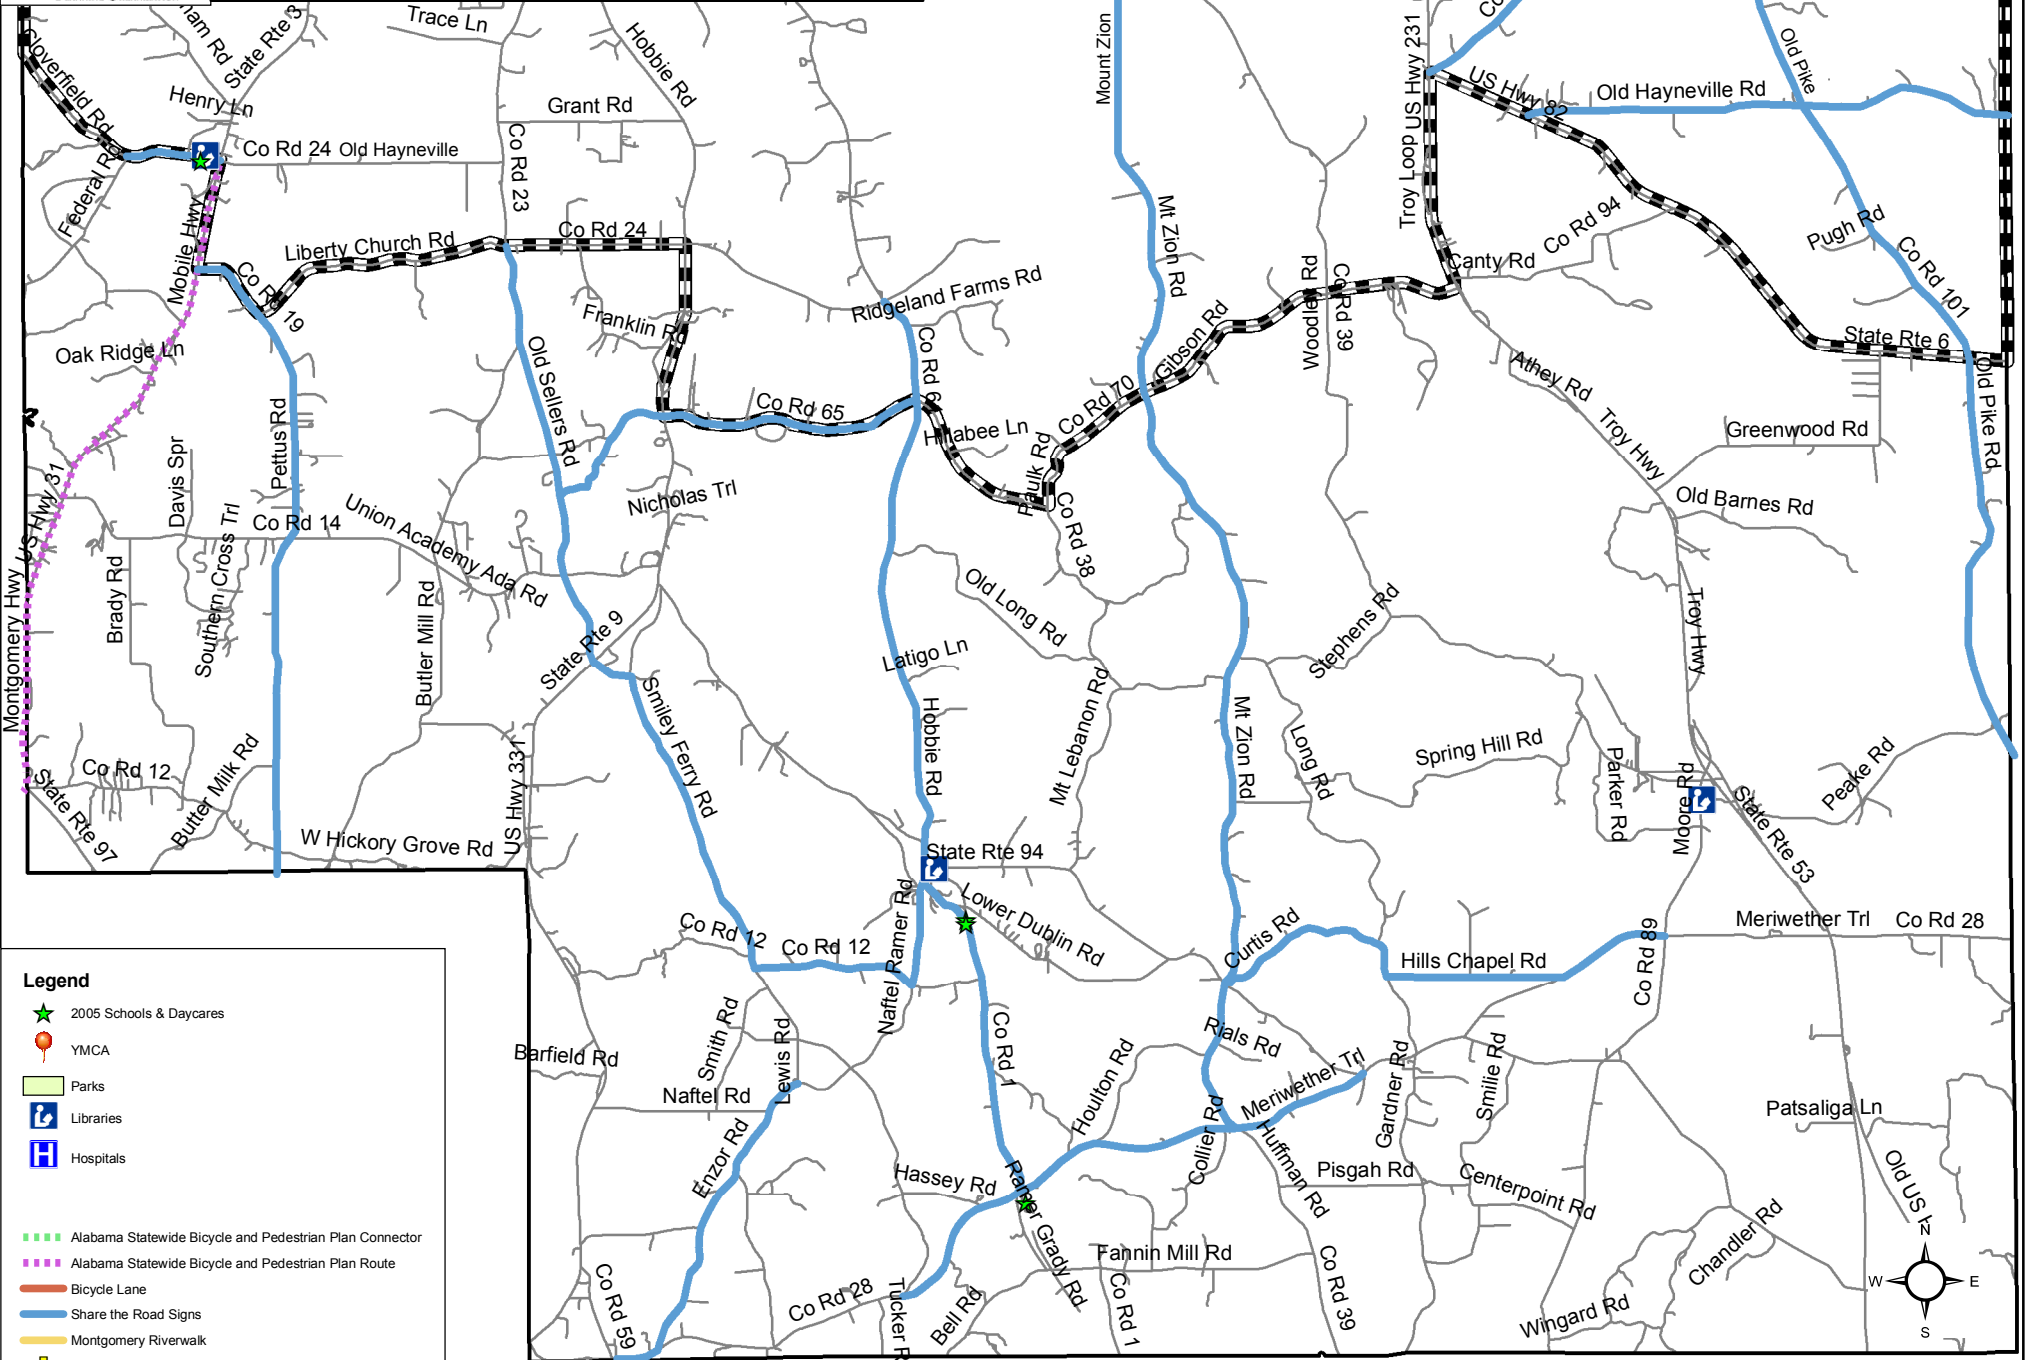 Trace Ln
State Rte 3
Hobbie Rd
Mount Zion
US Hwy 231
Old Pike
Cloverfield Rd
Henry Ln
Grant Rd
US Hwy 82
Old Hayneville Rd
Co Rd 24
Old Hayneville
Co Rd 23
Federal Rd
Mobile Hwy
Liberty Church Rd
Co Rd 24
Mt Zion Rd
Troy Loop
Canty Rd
Co Rd 94
Pugh Rd
Co Rd 101
Co Rd 19
Franklin Rd
Ridgeland Farms Rd
Gibson Rd
Woodley Rd
Co Rd 39
State Rte 6
Oak Ridge Ln
Old Sellers Rd
Co Rd 6
Athey Rd
Old Pike Rd
Pettus Rd
Co Rd 65
Co Rd 70
Hillabee Ln
Troy Hwy
Greenwood Rd
Davis Spr
Paulk Rd
US Hwy 31
Nicholas Trl
Old Barnes Rd
Co Rd 14
Union Academy Ada Rd
Co Rd 38
Southern Cross Trl
Brady Rd
Butler Mill Rd
Old Long Rd
Stephens Rd
Troy Hwy
Montgomery Hwy
State Rte 9
Latigo Ln
Smiley Ferry Rd
Hobbie Rd
Mt Lebanon Rd
Mt Zion Rd
Long Rd
Spring Hill Rd
Parker Rd
Moore Rd
Peake Rd
Co Rd 12
State Rte 97
Butter Milk Rd
US Hwy 331
W Hickory Grove Rd
State Rte 94
State Rte 53
Lower Dublin Rd
Naftel Ramer Rd
Co Rd 12
Co Rd 12
Curtis Rd
Hills Chapel Rd
Co Rd 89
Meriwether Trl
Co Rd 28
Smith Rd
Lewis Rd
Co Rd 1
Rials Rd
Barfield Rd
Naftel Rd
Houlton Rd
Meriwether Trl
Gardner Rd
Smilie Rd
Patsaliga Ln
Enzor Rd
Collier Rd
Huffman Rd
Hassey Rd
Ramer Grady Rd
Pisgah Rd
Centerpoint Rd
Old US
Fannin Mill Rd
Chandler Rd
Co Rd 59
Co Rd 28
Tucker R
Bell Rd
Co Rd 1
Co Rd 39
Wingard Rd
N
W
E
S
Legend
2005 Schools & Daycares
YMCA
Parks
Libraries
H Hospitals
Alabama Statewide Bicycle and Pedestrian Plan Connector
Alabama Statewide Bicycle and Pedestrian Plan Route
Bicycle Lane
Share the Road Signs
Montgomery Riverwalk